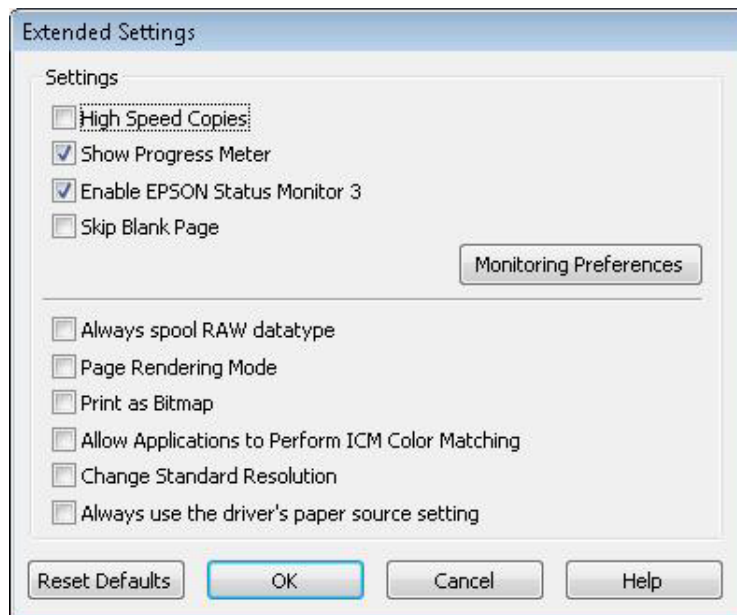 Extended Settings
Settings
High Speed Copies
Show Progress Meter
Enable EPSON Status Monitor 3
Skip Blank Page
Monitoring Preferences
Always spool RAW datatype
Page Rendering Mode
Print as Bitmap
Allow Applications to Perform ICM Color Matching
Change Standard Resolution
Always use the driver's paper source setting
Reset Defaults OK Cancel Help